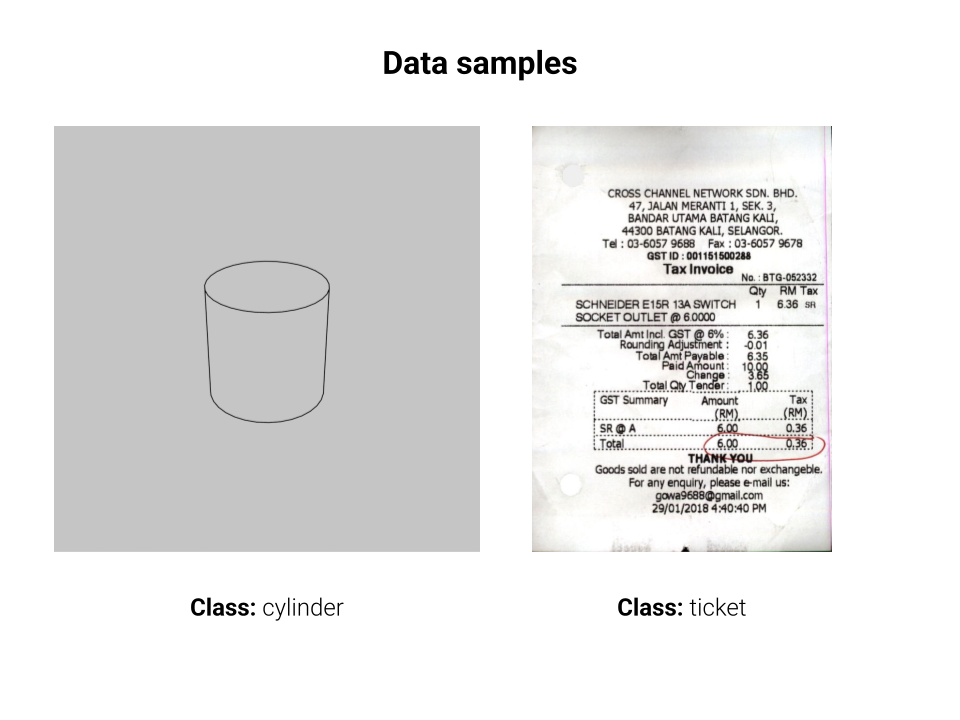 Data samples
CROSS CHANNEL NETWORK SDN. BHD.
47, JALAN MERANTI 1, SEK. 3,
BANDAR UTAMA BATANG KALI,
44300 BATANG KALI, SELANGOR.
Tel : 03-6057 9688 Fax : 03-6057 9678
GST ID : 001151500288
Tax Invoice
No. : BTG-052332
Qty RM Tax
SCHNEIDER E15R 13A SWITCH 1 6.36 SR
SOCKET OUTLET @ 6.0000
Total Amt Incl. GST @ 6% : 6.36
Rounding Adjustment : -0.01
Total Amt Payable : 6.35
Paid Amount : 10.00
Change : 3.65
Total Qty Tender : 1.00
GST Summary Amount Tax
(RM) (RM)
SR @ A 6.00 0.36
Total 6.00 0.36
THANK YOU
Goods sold are not refundable nor exchangeble.
For any enquiry, please e-mail us:
gowa9688@gmail.com
29/01/2018 4:40:40 PM
Class: cylinder
Class: ticket